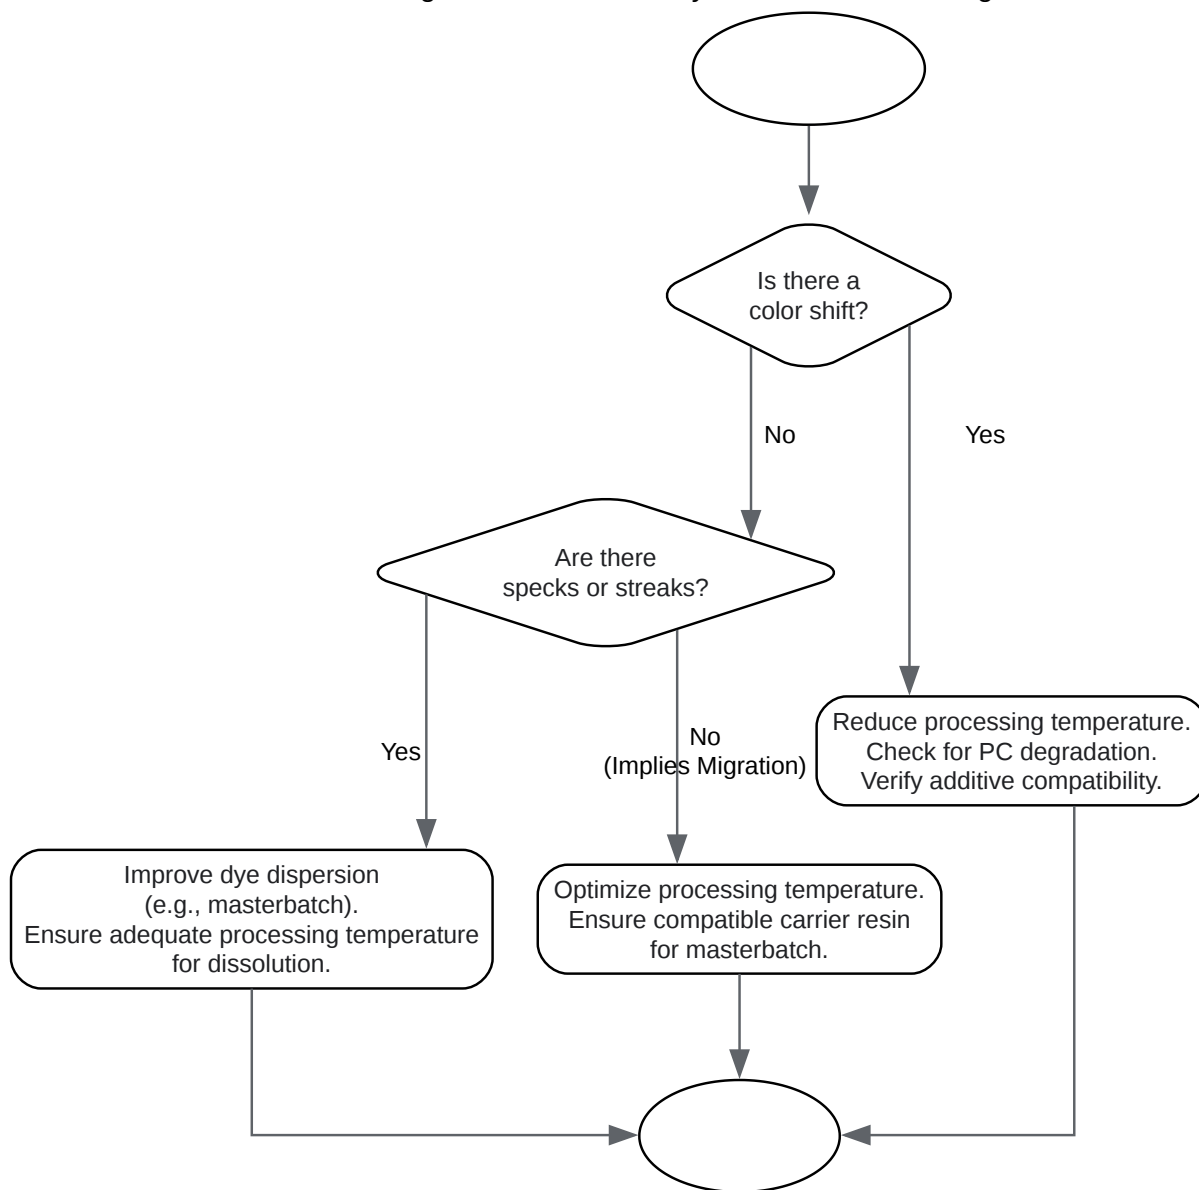 Is there a
color shift?
No
Yes
Are there
specks or streaks?
Yes
No
(Implies Migration)
Reduce processing temperature.
Check for PC degradation.
Verify additive compatibility.
Improve dye dispersion
(e.g., masterbatch).
Ensure adequate processing temperature
for dissolution.
Optimize processing temperature.
Ensure compatible carrier resin
for masterbatch.